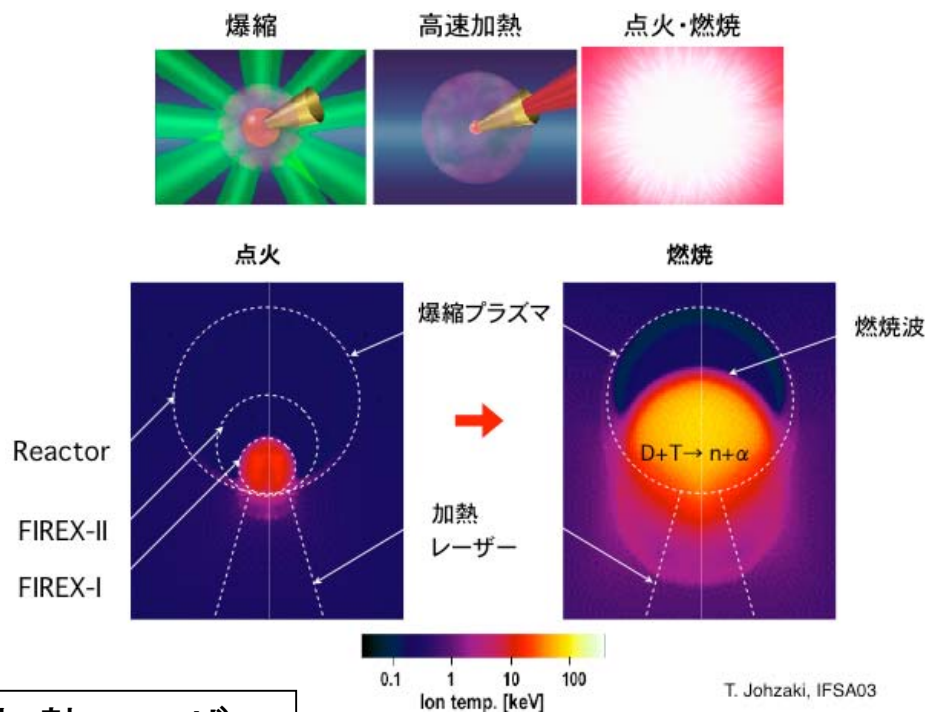 爆縮
高速加熱
点火・燃焼
点火
燃焼
爆縮プラズマ
燃焼波
Reactor
D+T→ n+α
FIREX-II
加熱
レーザー
FIREX-I
0.1 1 10 100
Ion temp. [keV]
T. Johzaki, IFSA03